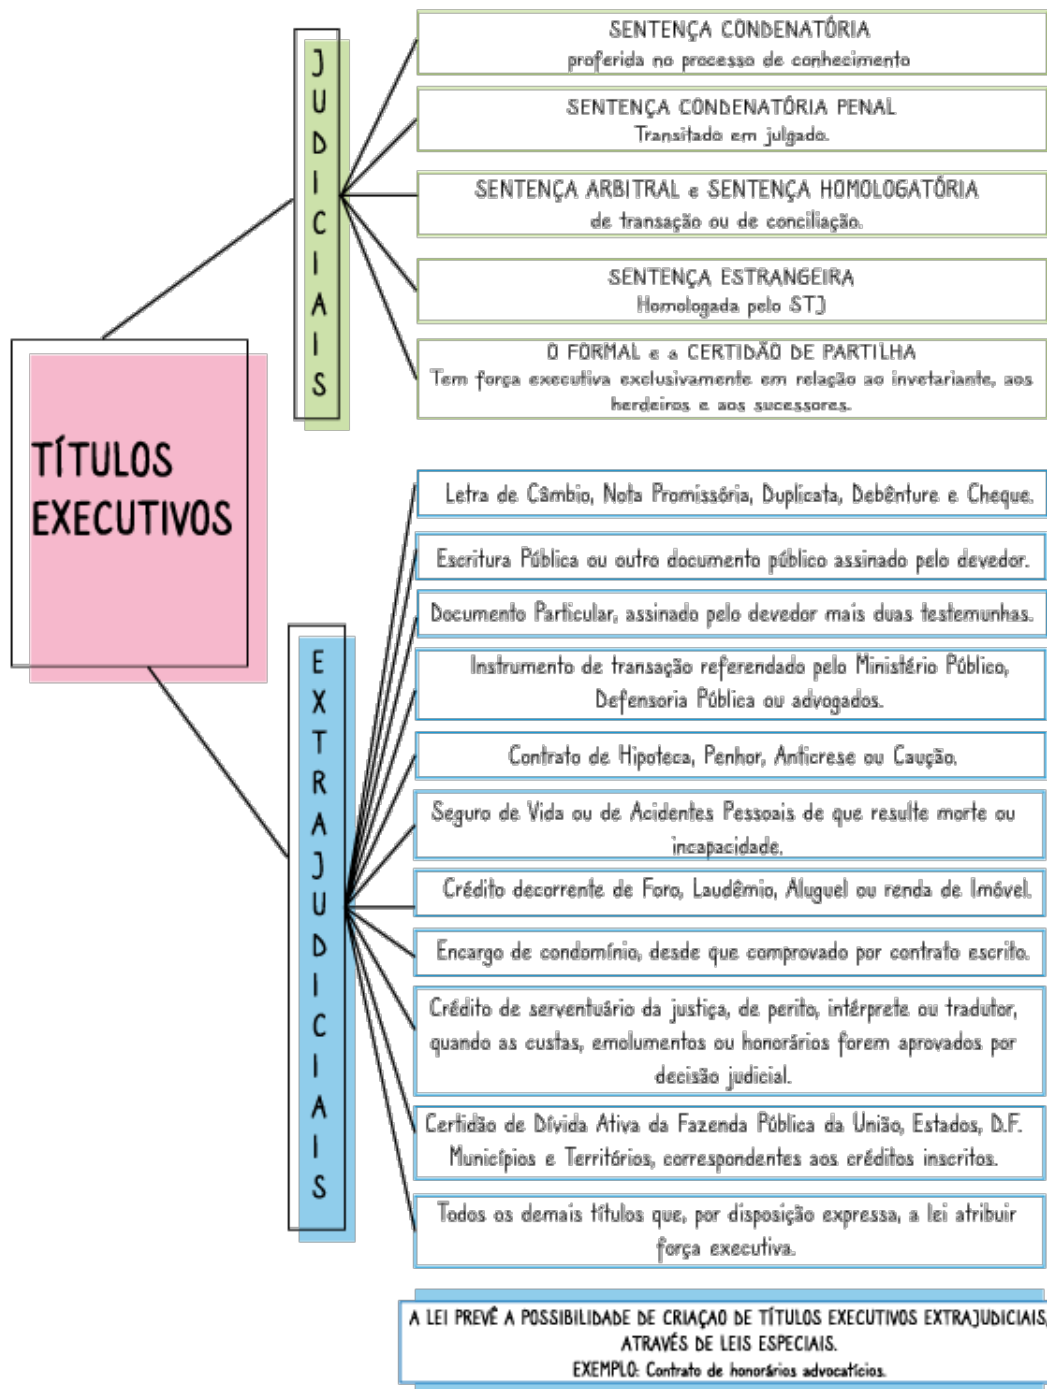 TÍTULOS
EXECUTIVOS
JUDICIAIS
SENTENÇA CONDENATÓRIA
proferida no processo de conhecimento
SENTENÇA CONDENATÓRIA PENAL
Transitado em julgado.
SENTENÇA ARBITRAL e SENTENÇA HOMOLOGATÓRIA
de transação ou de conciliação.
SENTENÇA ESTRANGEIRA
Homologada pelo STJ
O FORMAL e a CERTIDÃO DE PARTILHA
Tem força executiva exclusivamente em relação ao invetariante, aos
herdeiros e aos sucessores.
EXTRAJUDICIAIS
Letra de Câmbio, Nota Promissória, Duplicata, Debênture e Cheque.
Escritura Pública ou outro documento público assinado pelo devedor.
Documento Particular, assinado pelo devedor mais duas testemunhas.
Instrumento de transação referendado pelo Ministério Público,
Defensoria Pública ou advogados.
Contrato de Hipoteca, Penhor, Anticrese ou Caução.
Seguro de Vida ou de Acidentes Pessoais de que resulte morte ou
incapacidade.
Crédito decorrente de Foro, Laudêmio, Aluguel ou renda de Imóvel.
Encargo de condomínio, desde que comprovado por contrato escrito.
Crédito de serventuário da justiça, de perito, intérprete ou tradutor,
quando as custas, emolumentos ou honorários forem aprovados por
decisão judicial.
Certidão de Dívida Ativa da Fazenda Pública da União, Estados, D.F.
Municípios e Territórios, correspondentes aos créditos inscritos.
Todos os demais títulos que, por disposição expressa, a lei atribuir
força executiva.
A LEI PREVÊ A POSSIBILIDADE DE CRIAÇAO DE TÍTULOS EXECUTIVOS EXTRAJUDICIAIS,
ATRAVÉS DE LEIS ESPECIAIS.
EXEMPLO: Contrato de honorários advocatícios.